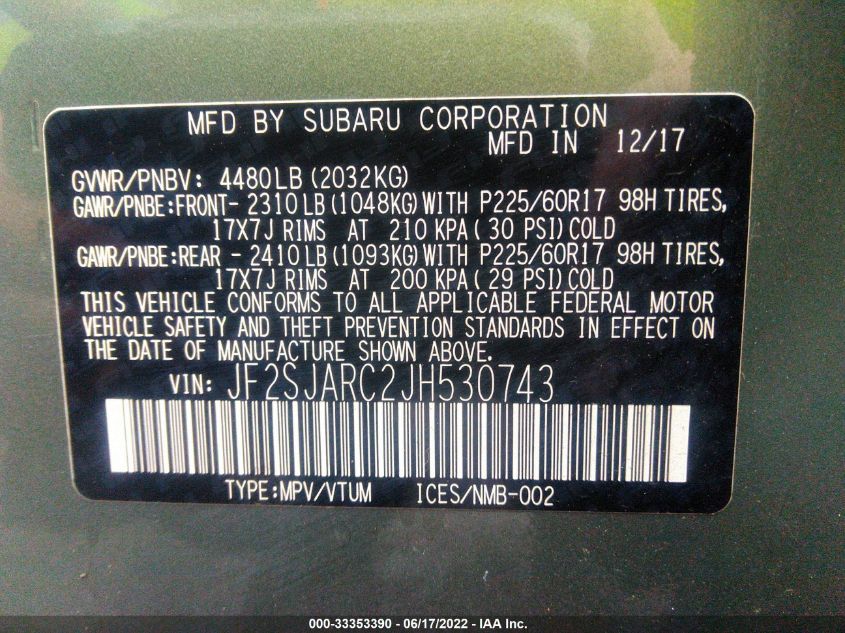 MFD BY SUBARU CORPORATION
MFD IN 12/17
GVWR/PNBV: 4480LB (2032KG)
GAWR/PNBE:FRONT- 2310 LB (1048KG) WITH P225/60R17 98H TIRES,
17X7J RIMS AT 210 KPA ( 30 PSI) COLD
GAWR/PNBE:REAR - 2410 LB (1093KG) WITH P225/60R17 98H TIRES,
17X7J RIMS AT 200 KPA ( 29 PSI) COLD
THIS VEHICLE CONFORMS TO ALL APPLICABLE FEDERAL MOTOR
VEHICLE SAFETY AND THEFT PREVENTION STANDARDS IN EFFECT ON
THE DATE OF MANUFACTURE SHOWN ABOVE.
VIN: JF2SJARC2JH530743
TYPE:MPV/VTUM ICES/NMB-002
000-33353390 - 06/17/2022 - IAA Inc.